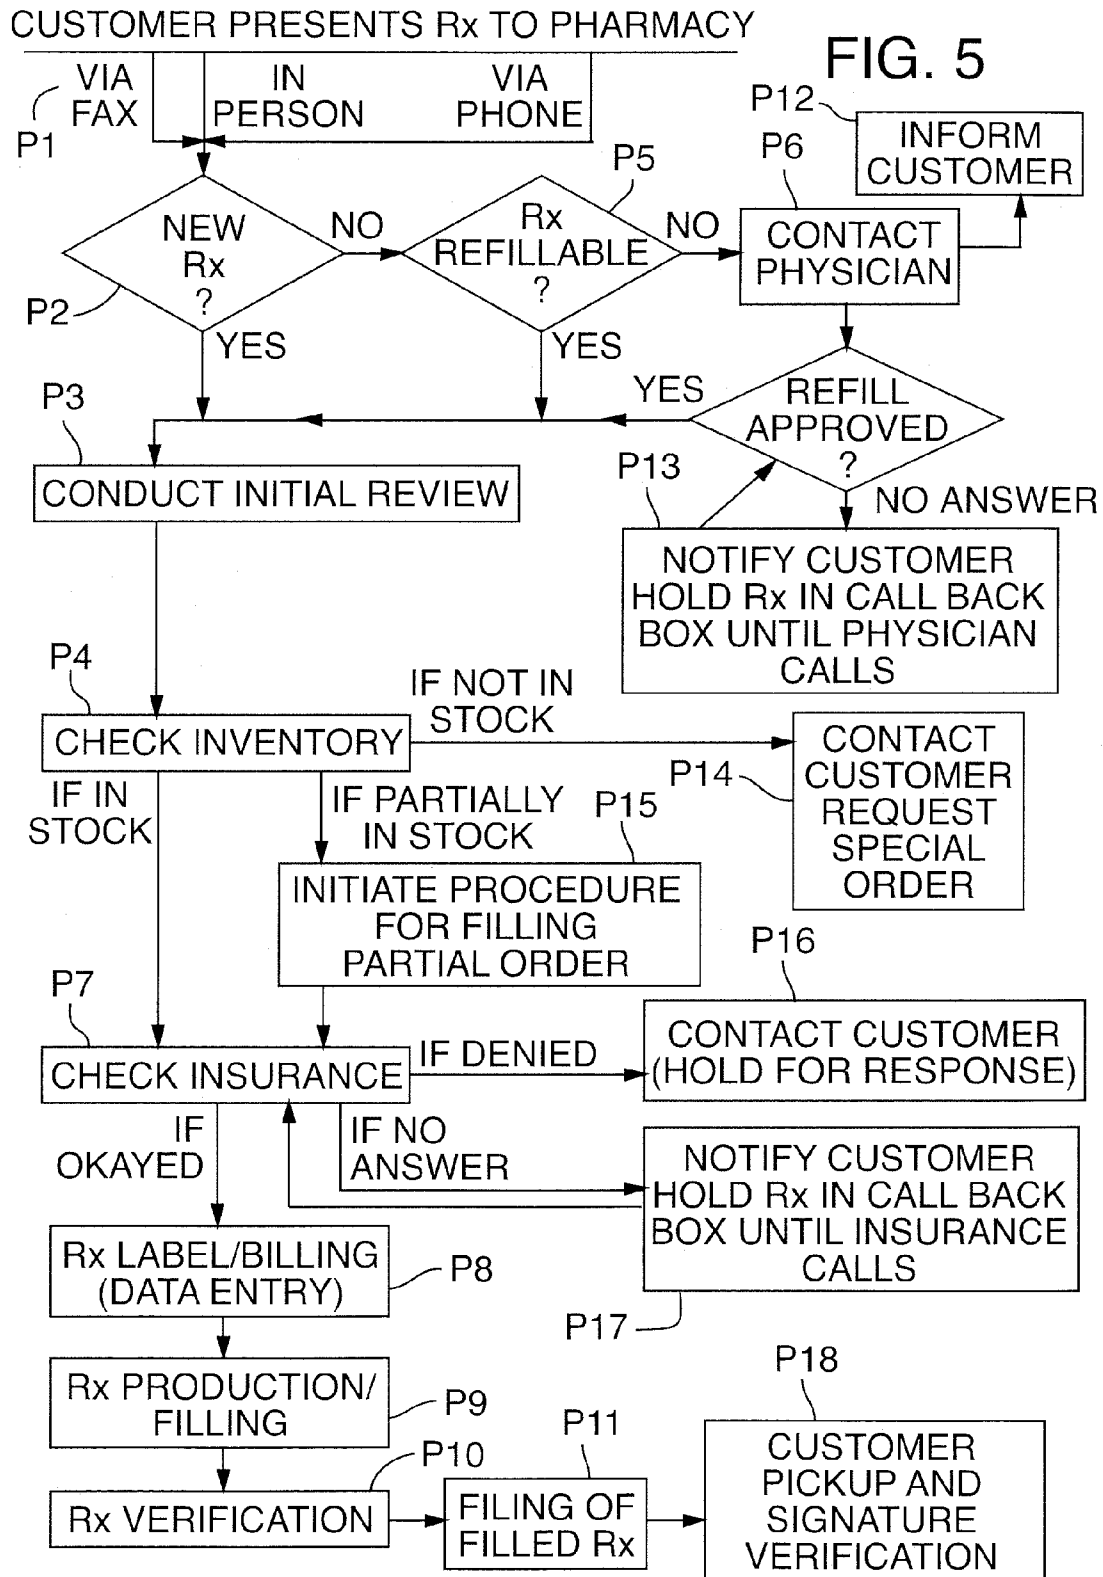 CUSTOMER PRESENTS Rx TO PHARMACY
FIG. 5
VIA
FAX
IN
PERSON
VIA
PHONE
P1
P12
INFORM
CUSTOMER
P5
P6
NEW
Rx
?
NO
Rx
REFILLABLE
?
NO
CONTACT
PHYSICIAN
P2
YES
YES
P3
YES
REFILL
APPROVED
?
P13
NO ANSWER
CONDUCT INITIAL REVIEW
NOTIFY CUSTOMER
HOLD Rx IN CALL BACK
BOX UNTIL PHYSICIAN
CALLS
P4
IF NOT IN
STOCK
CHECK INVENTORY
P14
CONTACT
CUSTOMER
REQUEST
SPECIAL
ORDER
IF IN
STOCK
IF PARTIALLY
IN STOCK
P15
INITIATE PROCEDURE
FOR FILLING
PARTIAL ORDER
P16
P7
CHECK INSURANCE
IF DENIED
CONTACT CUSTOMER
(HOLD FOR RESPONSE)
IF
OKAYED
IF NO
ANSWER
NOTIFY CUSTOMER
HOLD Rx IN CALL BACK
BOX UNTIL INSURANCE
CALLS
P17
Rx LABEL/BILLING
(DATA ENTRY)
P8
Rx PRODUCTION/
FILLING
P9
P10
Rx VERIFICATION
P11
FILING OF
FILLED Rx
P18
CUSTOMER
PICKUP AND
SIGNATURE
VERIFICATION